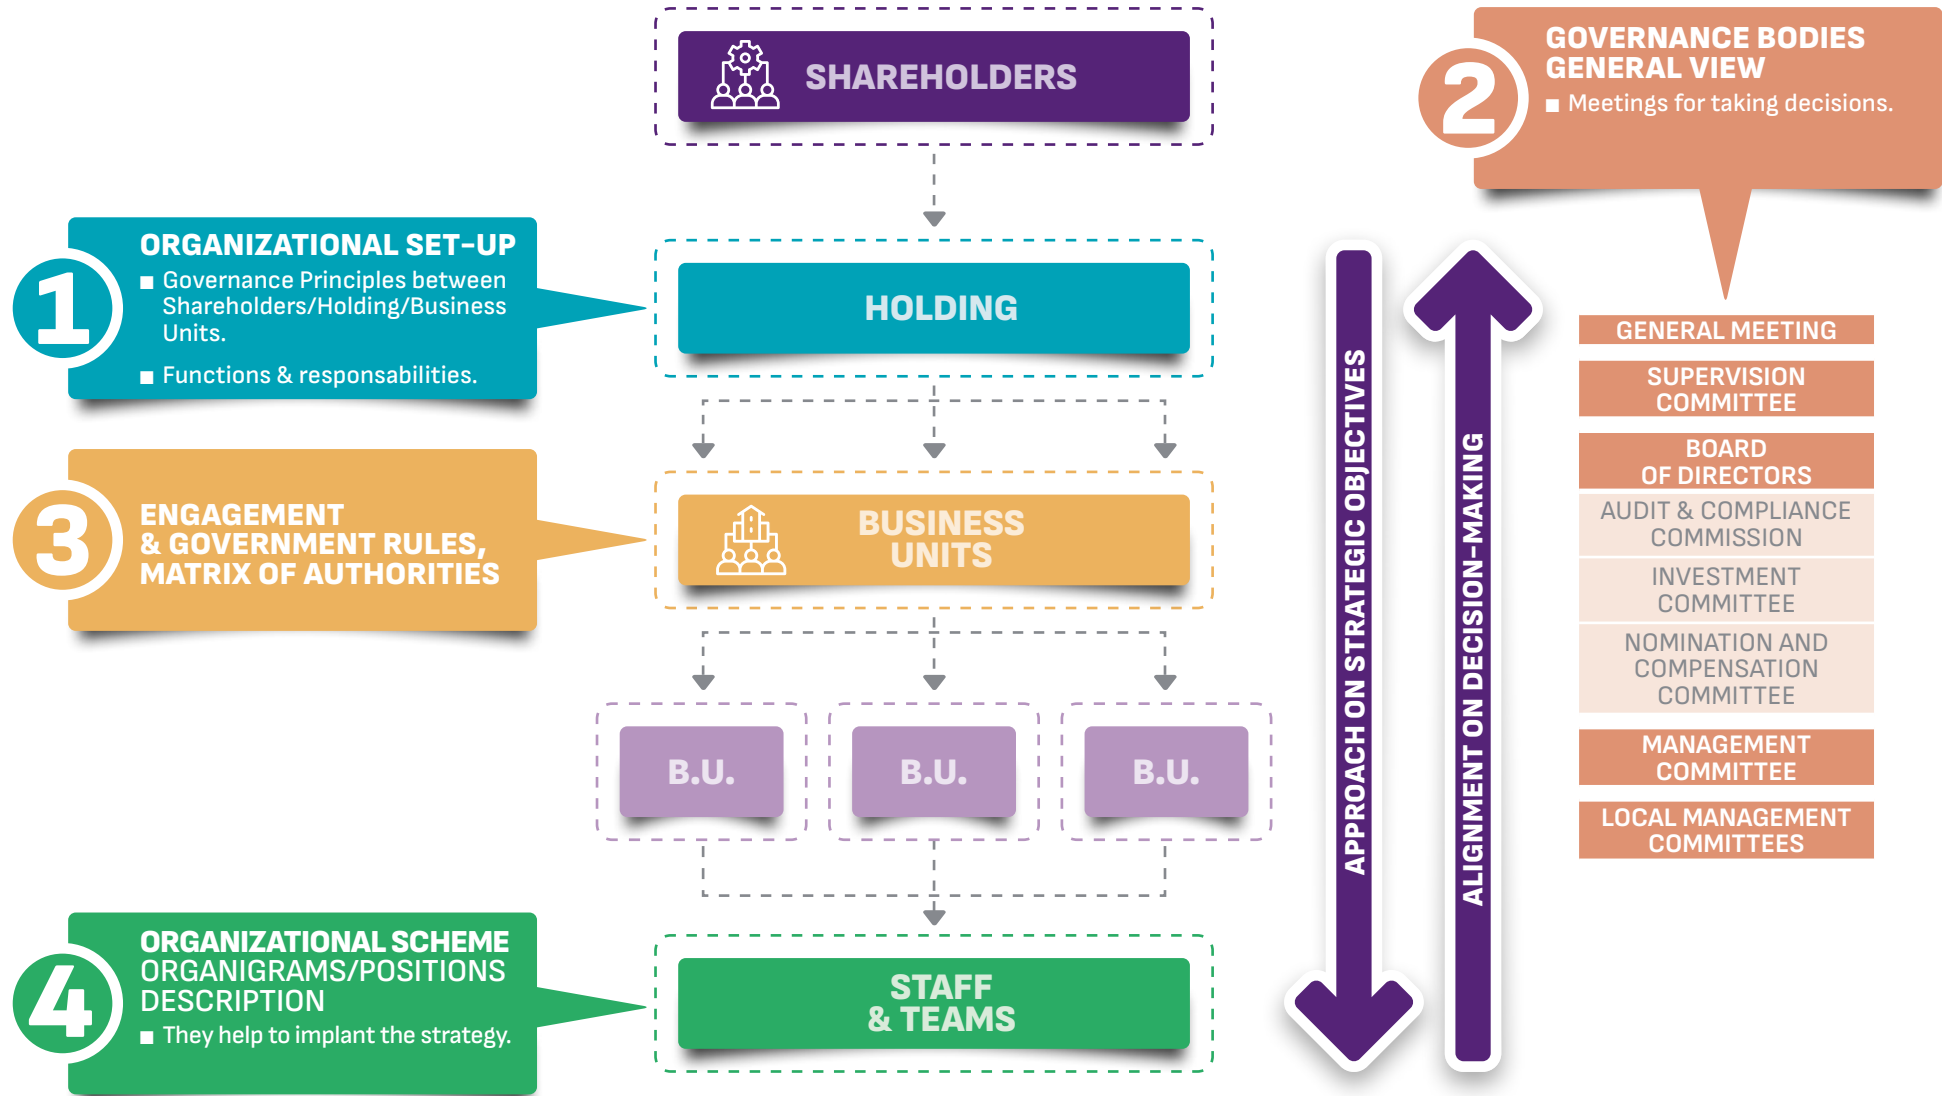 SHAREHOLDERS
2
GOVERNANCE BODIES
GENERAL VIEW
■ Meetings for taking decisions.
1
ORGANIZATIONAL SET-UP
■ Governance Principles between
Shareholders/Holding/Business
Units.
■ Functions & responsabilities.
HOLDING
3
ENGAGEMENT
& GOVERNMENT RULES,
MATRIX OF AUTHORITIES
BUSINESS
UNITS
B.U.
B.U.
B.U.
4
ORGANIZATIONAL SCHEME
ORGANIGRAMS/POSITIONS
DESCRIPTION
■ They help to implant the strategy.
STAFF
& TEAMS
APPROACH ON STRATEGIC OBJECTIVES
ALIGNMENT ON DECISION-MAKING
GENERAL MEETING
SUPERVISION
COMMITTEE
BOARD
OF DIRECTORS
AUDIT & COMPLIANCE
COMMISSION
INVESTMENT
COMMITTEE
NOMINATION AND
COMPENSATION
COMMITTEE
MANAGEMENT
COMMITTEE
LOCAL MANAGEMENT
COMMITTEES